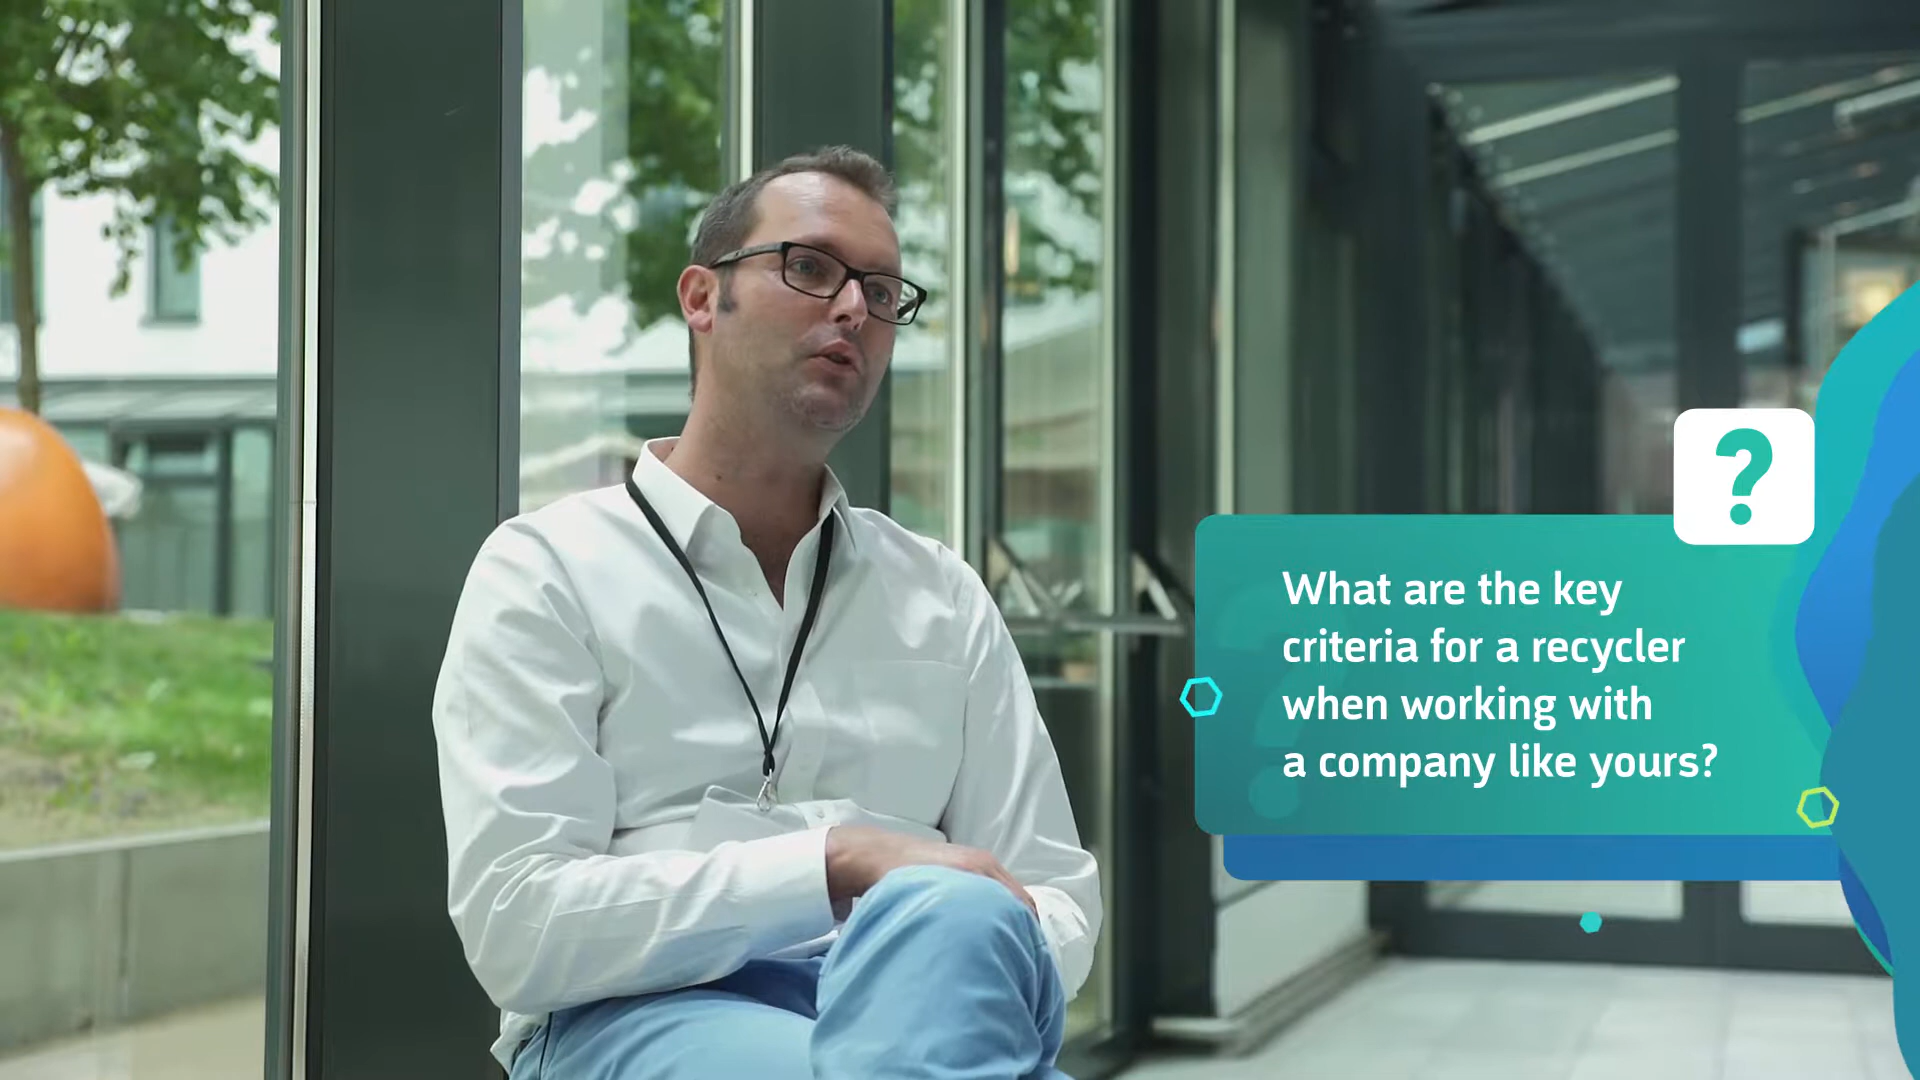 ?
What are the key
criteria for a recycler
when working with
a company like yours?